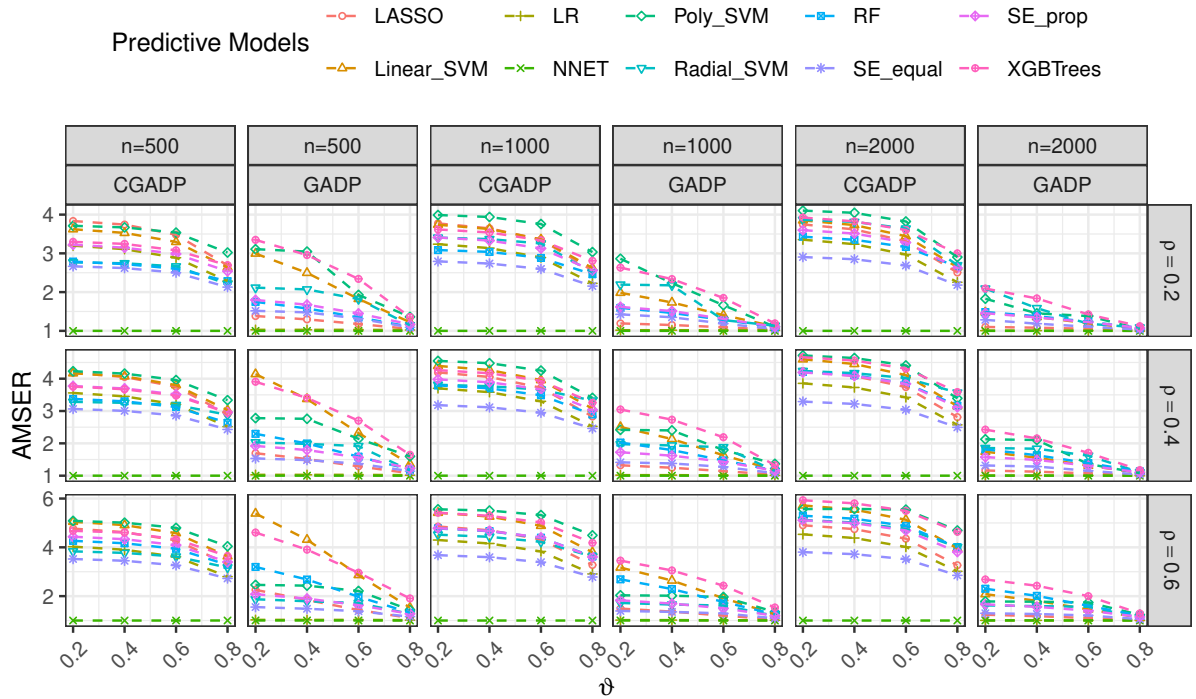 Predictive Models
LASSO LR Poly_SVM RF SE_prop
Linear_SVM NNET Radial_SVM SE_equal XGBTrees
n=500 n=500 n=1000 n=1000 n=2000 n=2000
CGADP GADP CGADP GADP CGADP GADP
4
3
2
1
ρ = 0.2
4
3
2
1
ρ = 0.4
6
4
2
ρ = 0.6
AMSER
0.2 0.4 0.6 0.8 0.2 0.4 0.6 0.8 0.2 0.4 0.6 0.8 0.2 0.4 0.6 0.8 0.2 0.4 0.6 0.8 0.2 0.4 0.6 0.8
ϑ